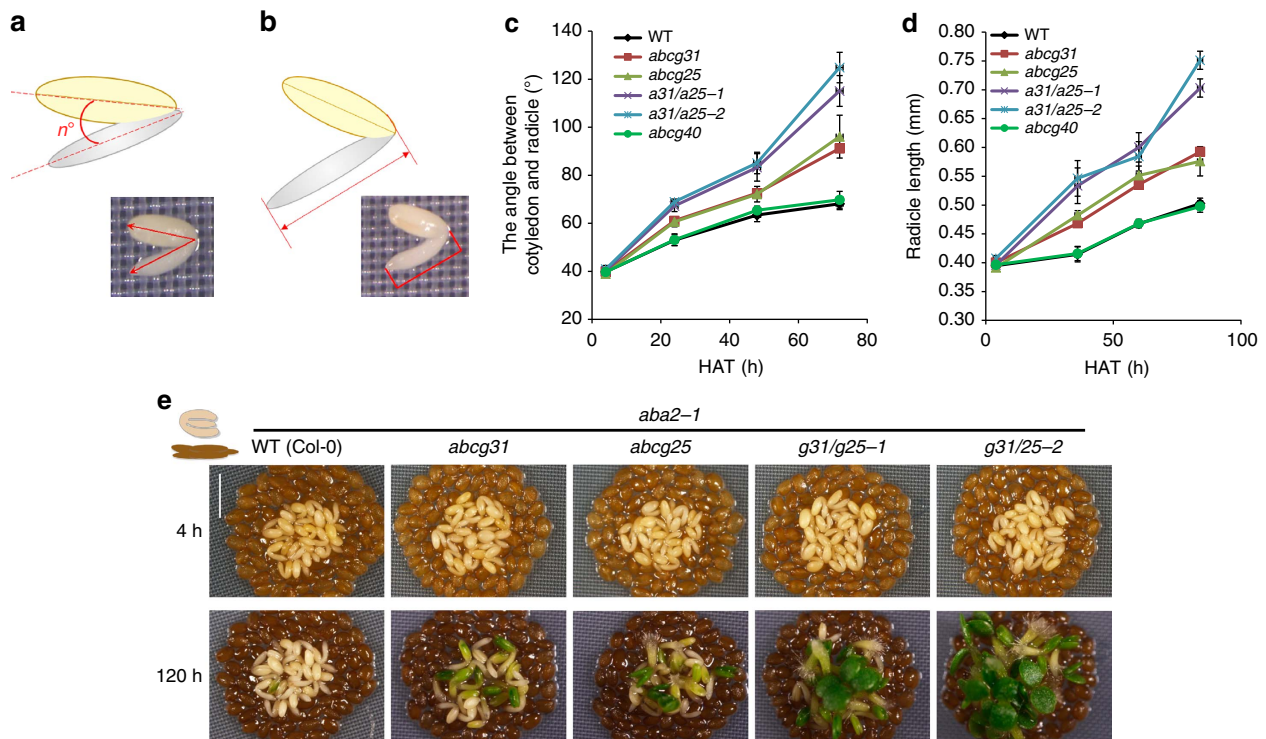 a
n°
b
c
WT
abcg31
abcg25
a31/a25–1
a31/a25–2
abcg40
The angle between
cotyledon and radicle (°)
140
120
100
80
60
40
20
0
20
40
60
80
HAT (h)
d
WT
abcg31
abcg25
a31/a25–1
a31/a25–2
abcg40
Radicle length (mm)
0.80
0.75
0.70
0.60
0.55
0.50
0.45
0.40
0.35
0.30
0
50
100
HAT (h)
e
aba2–1
WT (Col-0)
abcg31
abcg25
g31/g25–1
g31/25–2
4 h
120 h